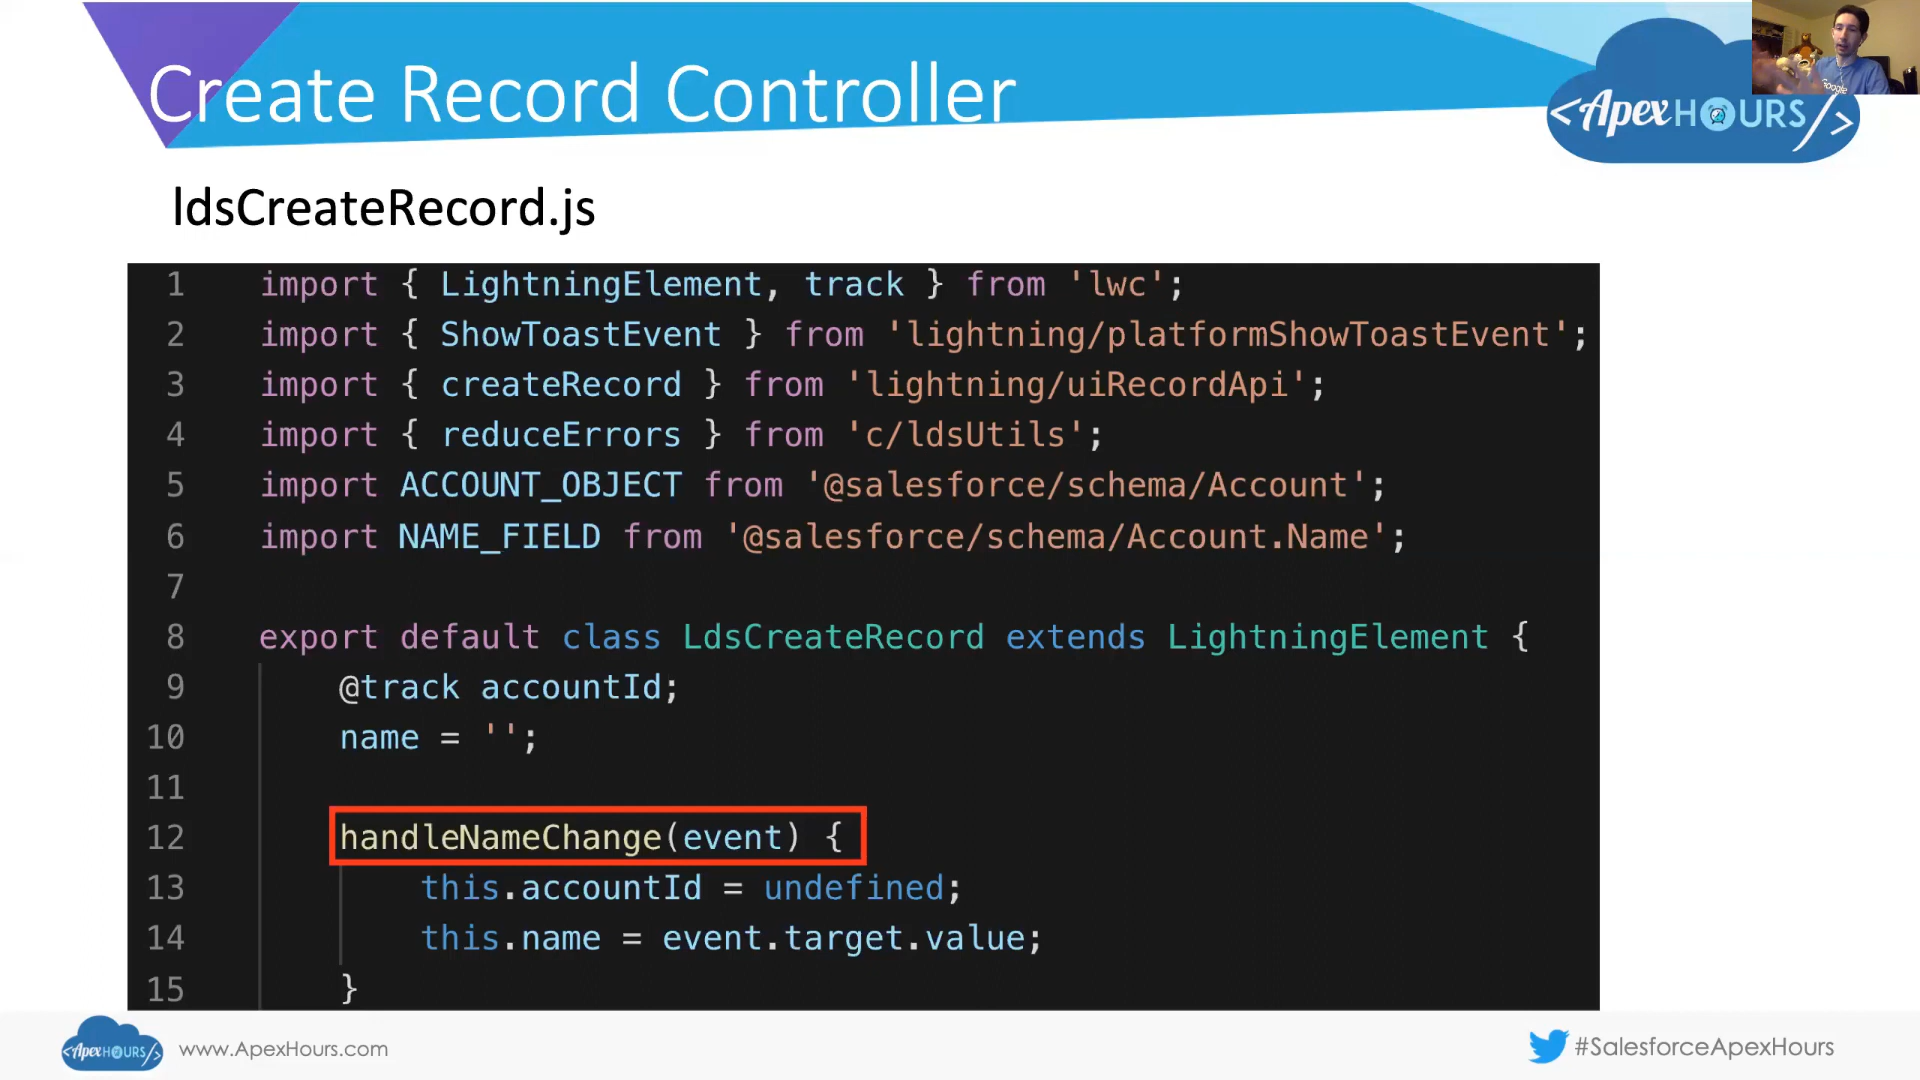 Create Record Controller
<ApexHOURS/>
Google
ldsCreateRecord.js
1 import { LightningElement, track } from 'lwc';
2 import { ShowToastEvent } from 'lightning/platformShowToastEvent';
3 import { createRecord } from 'lightning/uiRecordApi';
4 import { reduceErrors } from 'c/ldsUtils';
5 import ACCOUNT_OBJECT from '@salesforce/schema/Account';
6 import NAME_FIELD from '@salesforce/schema/Account.Name';
7
8 export default class LdsCreateRecord extends LightningElement {
9 @track accountId;
10 name = '';
11
12 handleNameChange(event) {
13 this.accountId = undefined;
14 this.name = event.target.value;
15 }
<ApexHOURS/>
www.ApexHours.com
#SalesforceApexHours